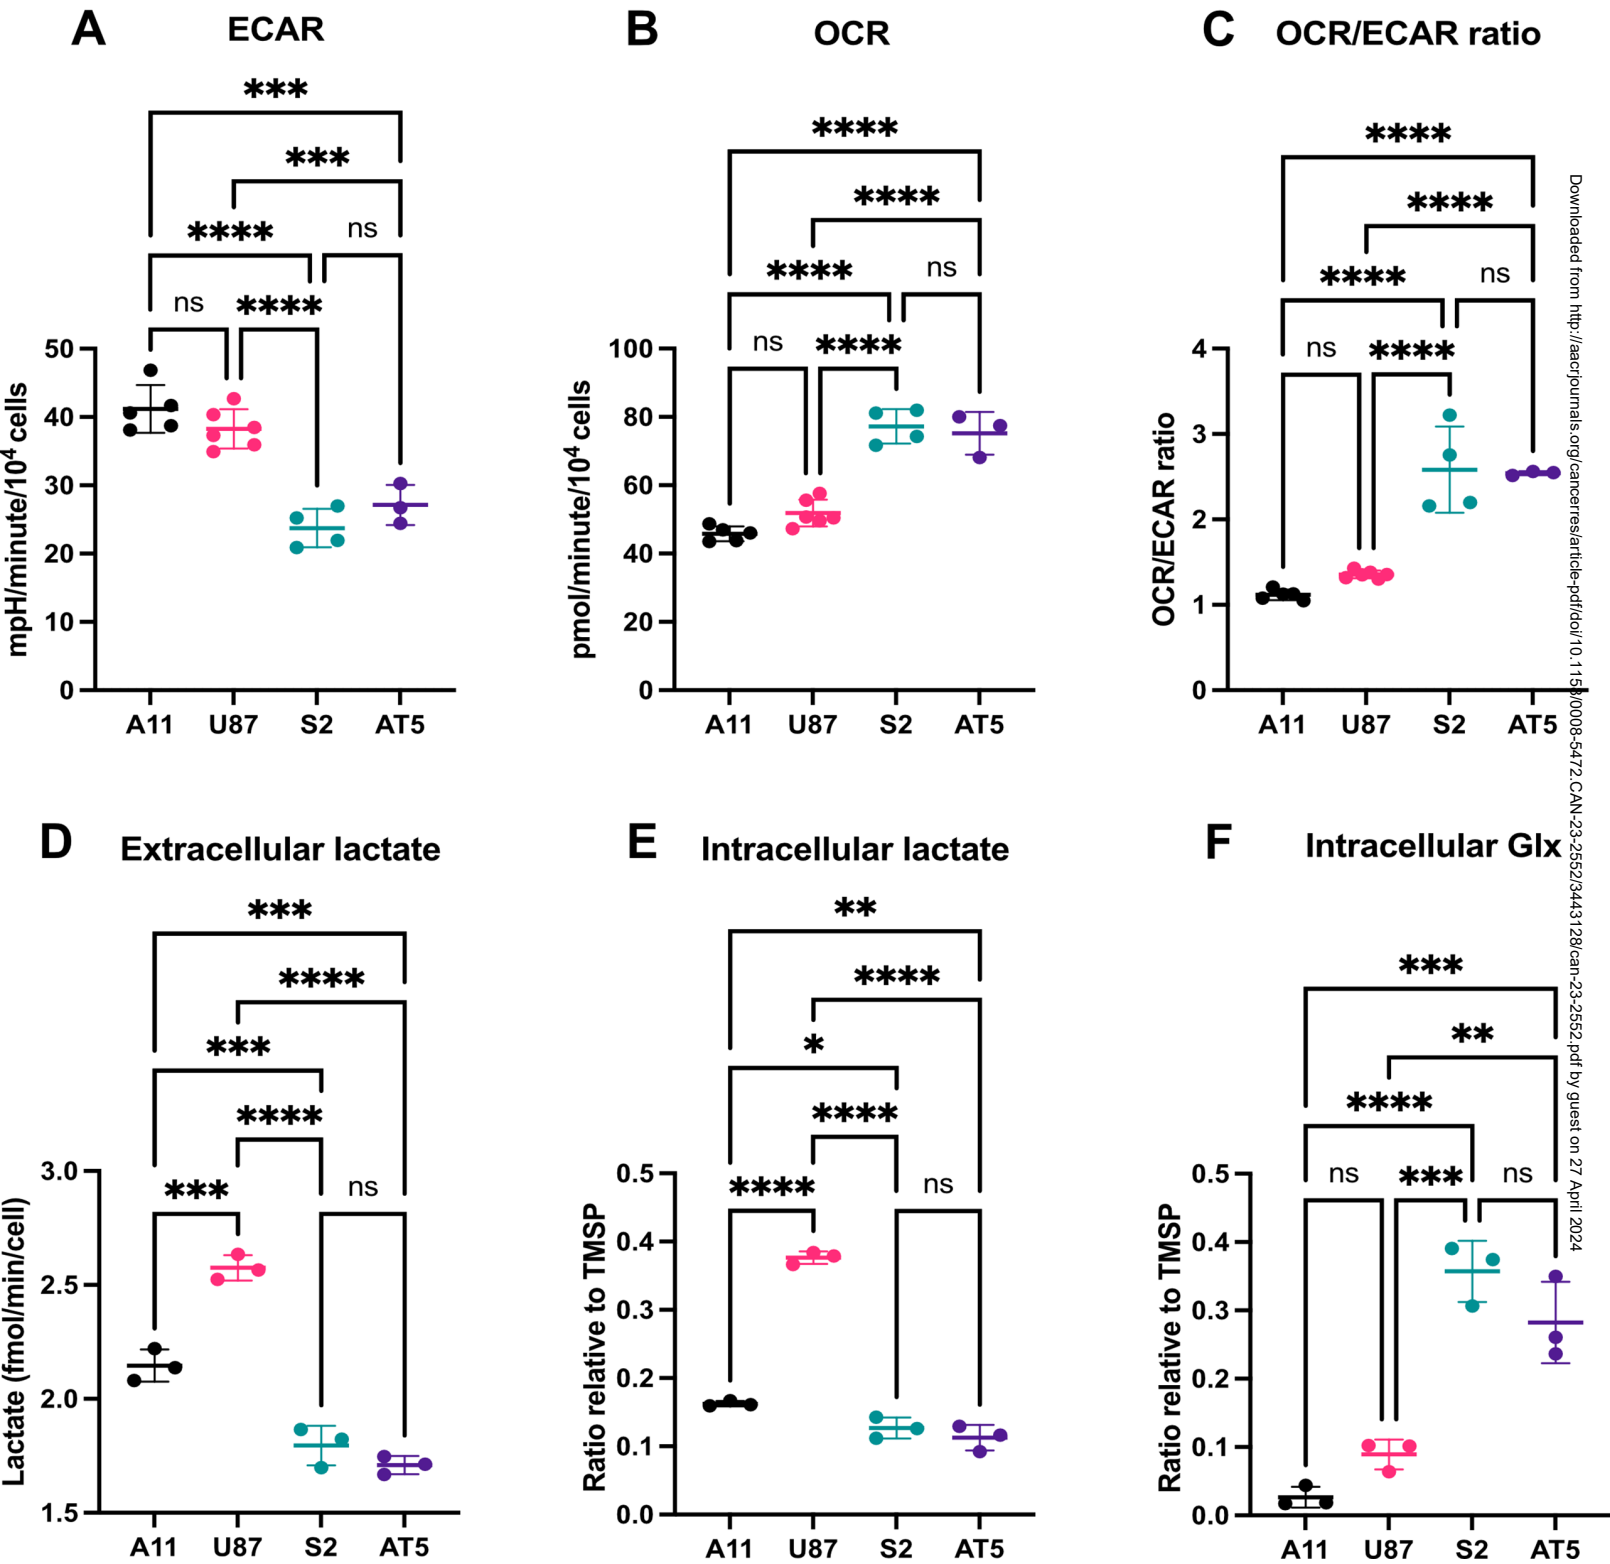 A ECAR
***
***
**** ns
ns ****
mpH/minute/10⁴ cells
50
40
30
20
10
0
A11 U87 S2 AT5
B OCR
****
****
**** ns
ns ****
pmol/minute/10⁴ cells
100
80
60
40
20
0
A11 U87 S2 AT5
C OCR/ECAR ratio
****
****
**** ns
ns ****
OCR/ECAR ratio
4
3
2
1
0
A11 U87 S2 AT5
D Extracellular lactate
***
****
***
****
*** ns
Lactate (fmol/min/cell)
3.0
2.5
2.0
1.5
A11 U87 S2 AT5
E Intracellular lactate
**
****
*
****
**** ns
Ratio relative to TMSP
0.5
0.4
0.3
0.2
0.1
0.0
A11 U87 S2 AT5
F Intracellular Glx
***
**
****
ns *** ns
Ratio relative to TMSP
0.5
0.4
0.3
0.2
0.1
0.0
A11 U87 S2 AT5
Downloaded from http://aacrjournals.org/cancerres/article-pdf/doi/10.1158/0008-5472.CAN-23-2552/3443128/can-23-2552.pdf by guest on 27 April 2024